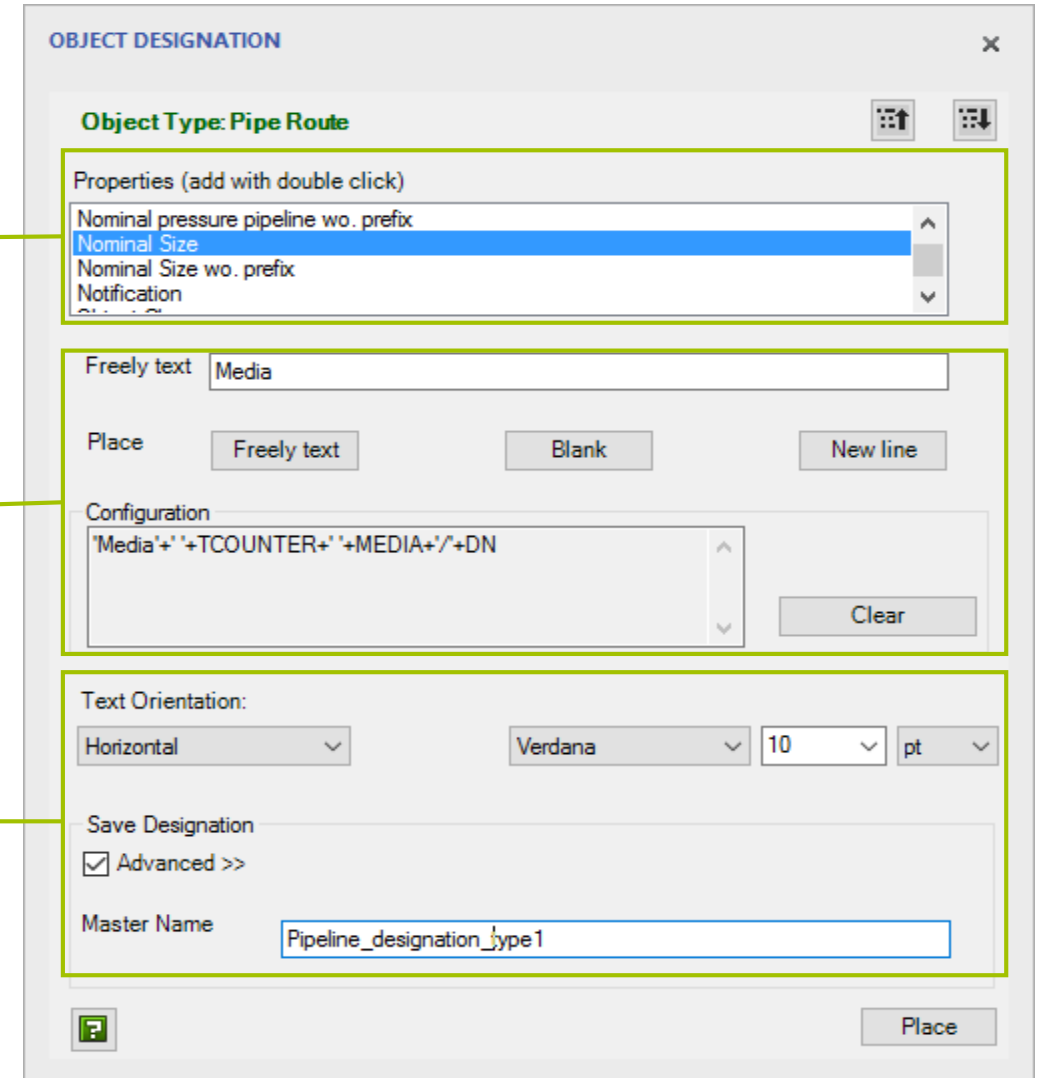 OBJECT DESIGNATION
Object Type: Pipe Route
Properties (add with double click)
Nominal pressure pipeline wo. prefix
Nominal Size
Nominal Size wo. prefix
Notification
Freely text Media
Place Freely text Blank New line
Configuration
'Media'+' '+TCOUNTER+' '+MEDIA+'/'+DN
Clear
Text Orientation:
Horizontal Verdana 10 pt
Save Designation
Advanced >>
Master Name Pipeline_designation_type1
Place